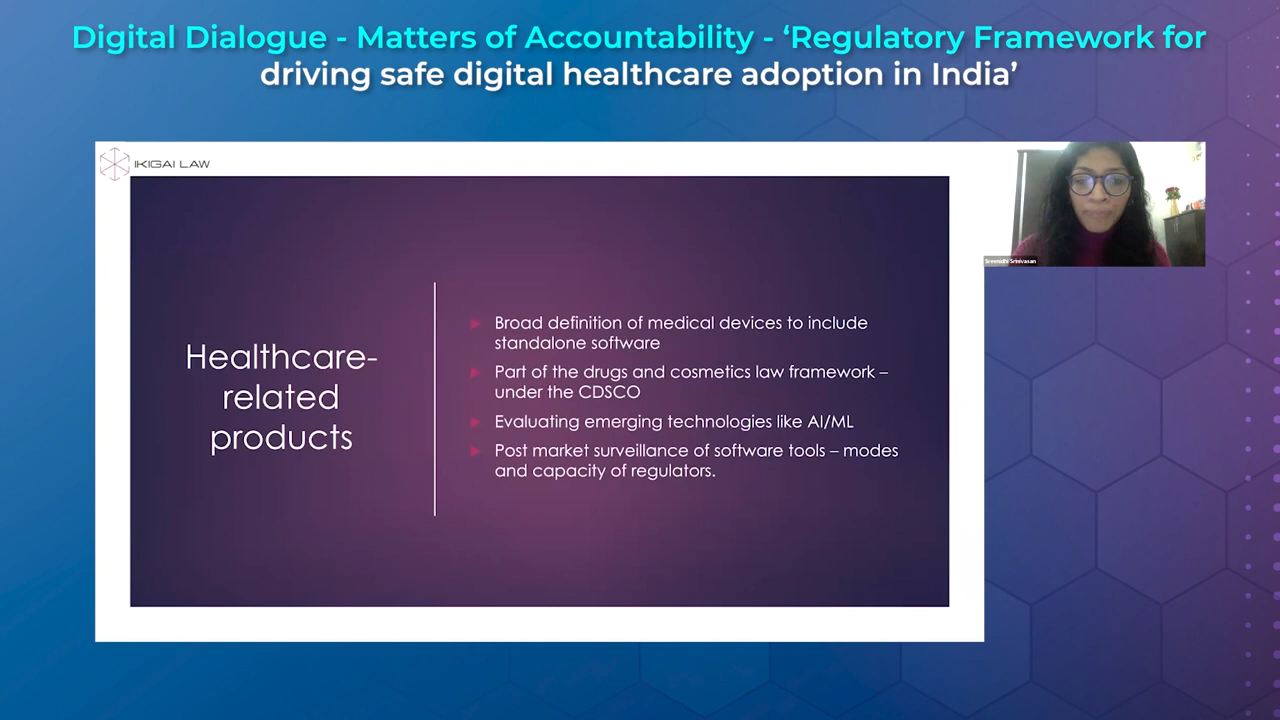 Digital Dialogue - Matters of Accountability - ‘Regulatory Framework for
driving safe digital healthcare adoption in India’
IKIGAI LAW
Sreenidhi Srinivasan
Healthcare-
related
products
Broad definition of medical devices to include
standalone software
Part of the drugs and cosmetics law framework –
under the CDSCO
Evaluating emerging technologies like AI/ML
Post market surveillance of software tools – modes
and capacity of regulators.